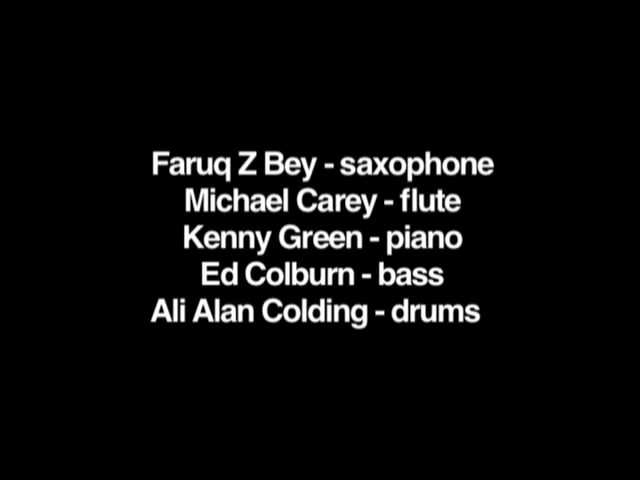 Faruq Z Bey - saxophone
Michael Carey - flute
Kenny Green - piano
Ed Colburn - bass
Ali Alan Colding - drums